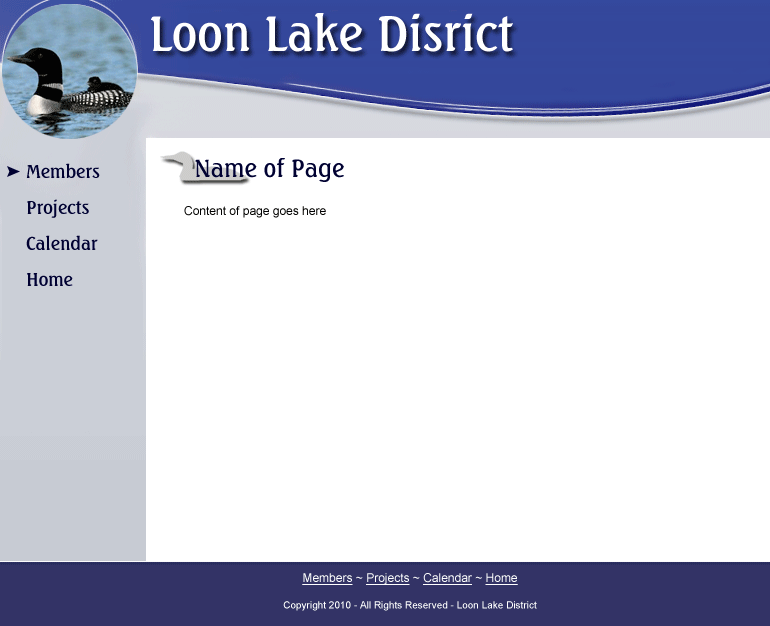 Loon Lake Disrict
Members
Projects
Calendar
Home
Name of Page
Content of page goes here
Members ~ Projects ~ Calendar ~ Home
Copyright 2010 - All Rights Reserved - Loon Lake District